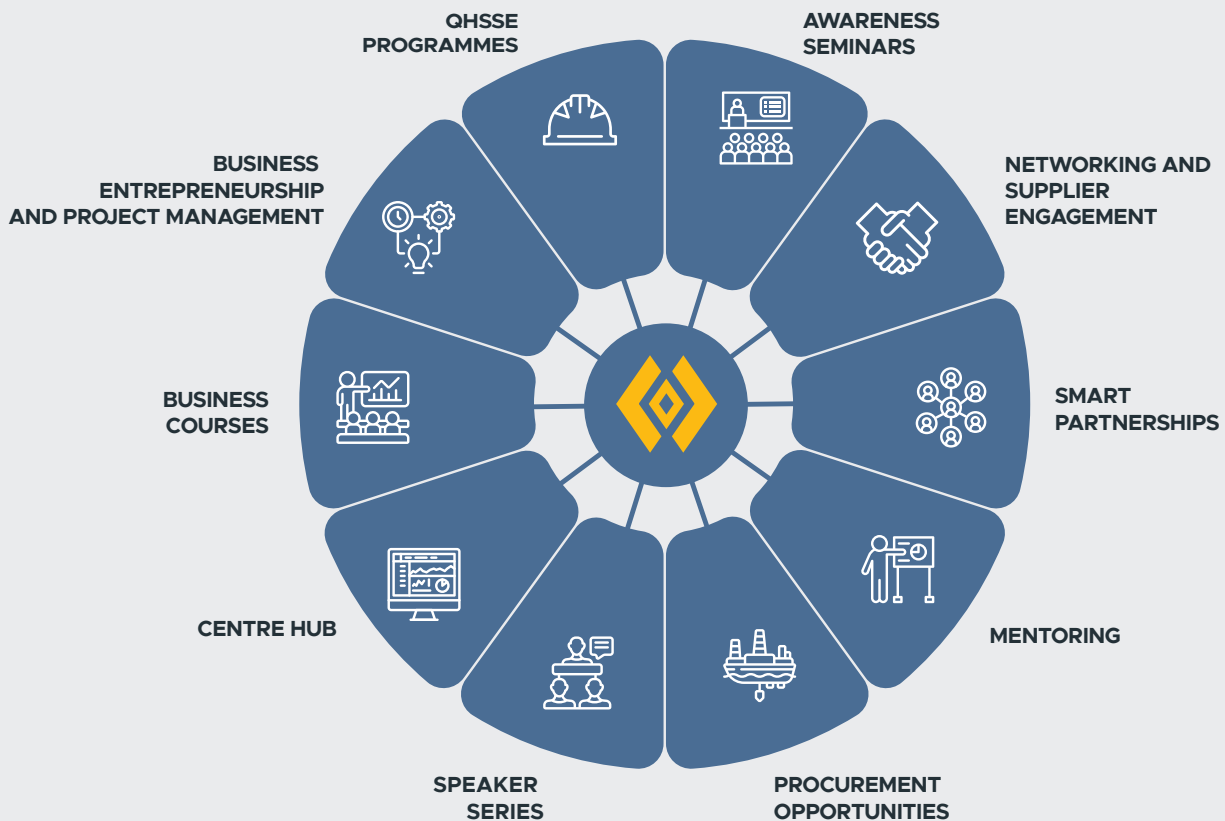 QHSSE
PROGRAMMES
AWARENESS
SEMINARS
BUSINESS
ENTREPRENEURSHIP
AND PROJECT MANAGEMENT
NETWORKING AND
SUPPLIER
ENGAGEMENT
BUSINESS
COURSES
SMART
PARTNERSHIPS
CENTRE HUB
MENTORING
SPEAKER
SERIES
PROCUREMENT
OPPORTUNITIES